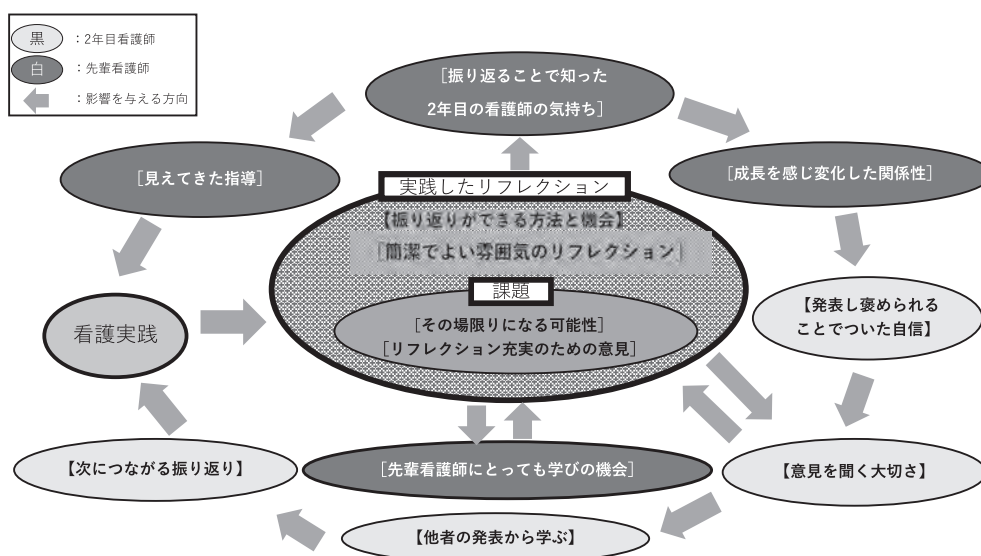 黒 ：2年目看護師
白 ：先輩看護師
：影響を与える方向
［振り返ることで知った
2年目の看護師の気持ち］
［見えてきた指導］
［成長を感じ変化した関係性］
実践したリフレクション
【振り返りができる方法と機会】
［簡潔でよい雰囲気のリフレクション］
課題
［その場限りになる可能性］
［リフレクション充実のための意見］
【発表し褒められる
ことでついた自信】
看護実践
【次につながる振り返り】
［先輩看護師にとっても学びの機会］
【意見を聞く大切さ】
【他者の発表から学ぶ】